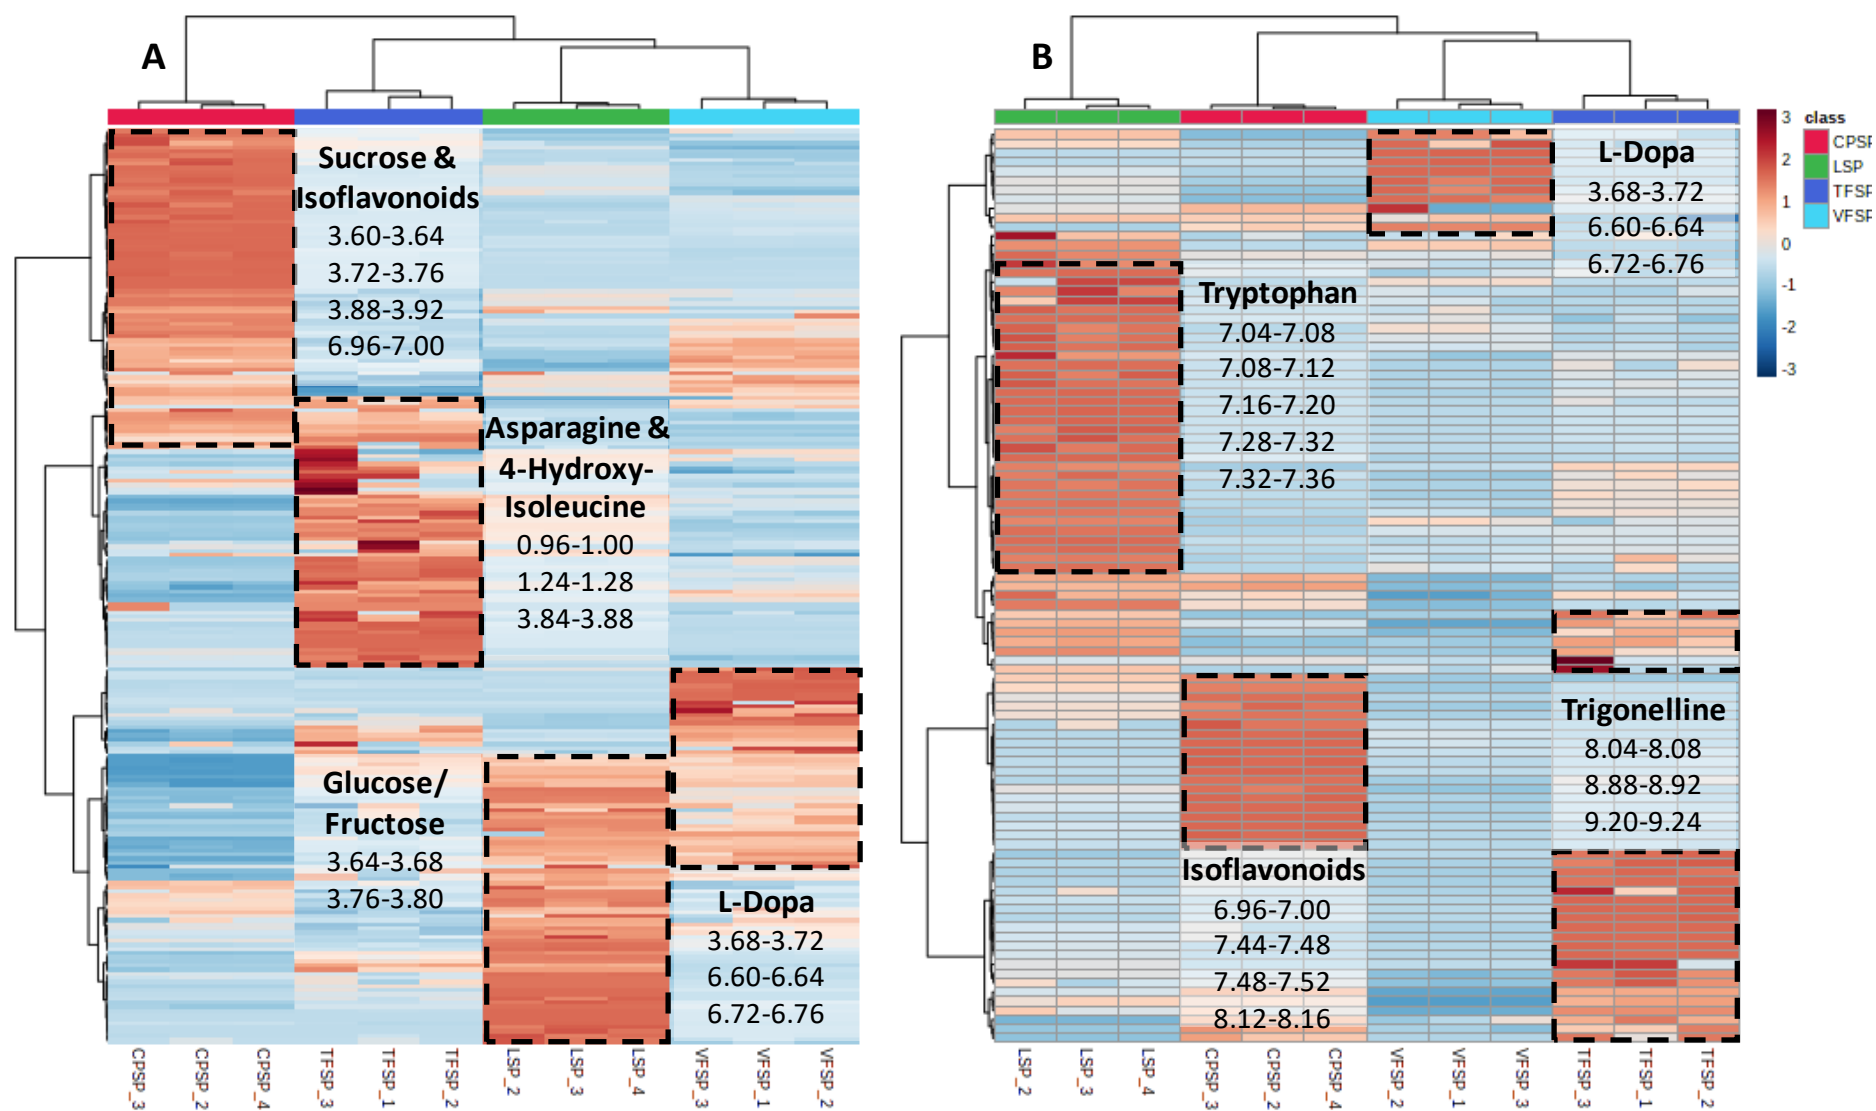 A
Sucrose &
Isoflavonoids
3.60-3.64
3.72-3.76
3.88-3.92
6.96-7.00
Asparagine &
4-Hydroxy-
Isoleucine
0.96-1.00
1.24-1.28
3.84-3.88
Glucose/
Fructose
3.64-3.68
3.76-3.80
L-Dopa
3.68-3.72
6.60-6.64
6.72-6.76
CPSP_3
CPSP_2
CPSP_4
TFSP_3
TFSP_1
TFSP_2
LSP_2
LSP_3
LSP_4
VFSP_3
VFSP_1
VFSP_2
B
L-Dopa
3.68-3.72
6.60-6.64
6.72-6.76
Tryptophan
7.04-7.08
7.08-7.12
7.16-7.20
7.28-7.32
7.32-7.36
Trigonelline
8.04-8.08
8.88-8.92
9.20-9.24
Isoflavonoids
6.96-7.00
7.44-7.48
7.48-7.52
8.12-8.16
LSP_2
LSP_3
LSP_4
CPSP_3
CPSP_2
CPSP_4
VFSP_2
VFSP_1
VFSP_3
TFSP_3
TFSP_1
TFSP_2
3
2
1
0
-1
-2
-3
class
CPSP
LSP
TFSP
VFSP